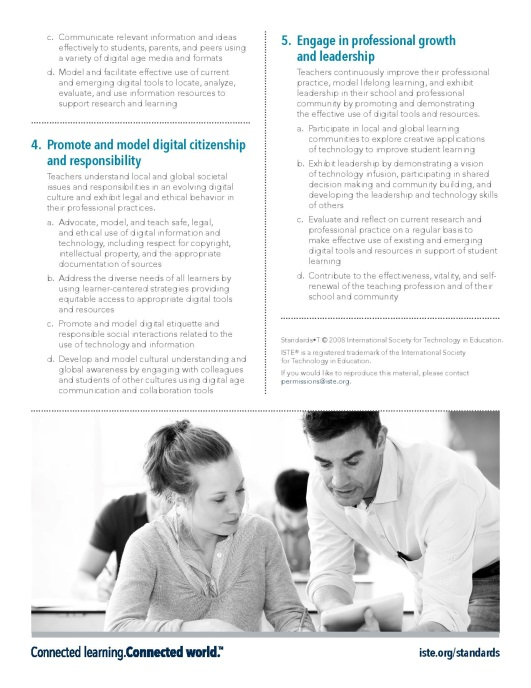 c. Communicate relevant information and ideas
effectively to students, parents, and peers using
a variety of digital age media and formats
d. Model and facilitate effective use of current
and emerging digital tools to locate, analyze,
evaluate, and use information resources to
support research and learning
4. Promote and model digital citizenship
and responsibility
Teachers understand local and global societal
issues and responsibilities in an evolving digital
culture and exhibit legal and ethical behavior in
their professional practices.
a. Advocate, model, and teach safe, legal,
and ethical use of digital information and
technology, including respect for copyright,
intellectual property, and the appropriate
documentation of sources
b. Address the diverse needs of all learners by
using learner-centered strategies providing
equitable access to appropriate digital tools
and resources
c. Promote and model digital etiquette and
responsible social interactions related to the
use of technology and information
d. Develop and model cultural understanding and
global awareness by engaging with colleagues
and students of other cultures using digital age
communication and collaboration tools
5. Engage in professional growth
and leadership
Teachers continuously improve their professional
practice, model lifelong learning, and exhibit
leadership in their school and professional
community by promoting and demonstrating
the effective use of digital tools and resources.
a. Participate in local and global learning
communities to explore creative applications
of technology to improve student learning
b. Exhibit leadership by demonstrating a vision
of technology infusion, participating in shared
decision making and community building, and
developing the leadership and technology skills
of others
c. Evaluate and reflect on current research and
professional practice on a regular basis to
make effective use of existing and emerging
digital tools and resources in support of student
learning
d. Contribute to the effectiveness, vitality, and self-
renewal of the teaching profession and of their
school and community
Standards•T © 2008 International Society for Technology in Education.
ISTE® is a registered trademark of the International Society
for Technology in Education.
If you would like to reproduce this material, please contact
permissions@iste.org.
Connected learning.Connected world.™
iste.org/standards